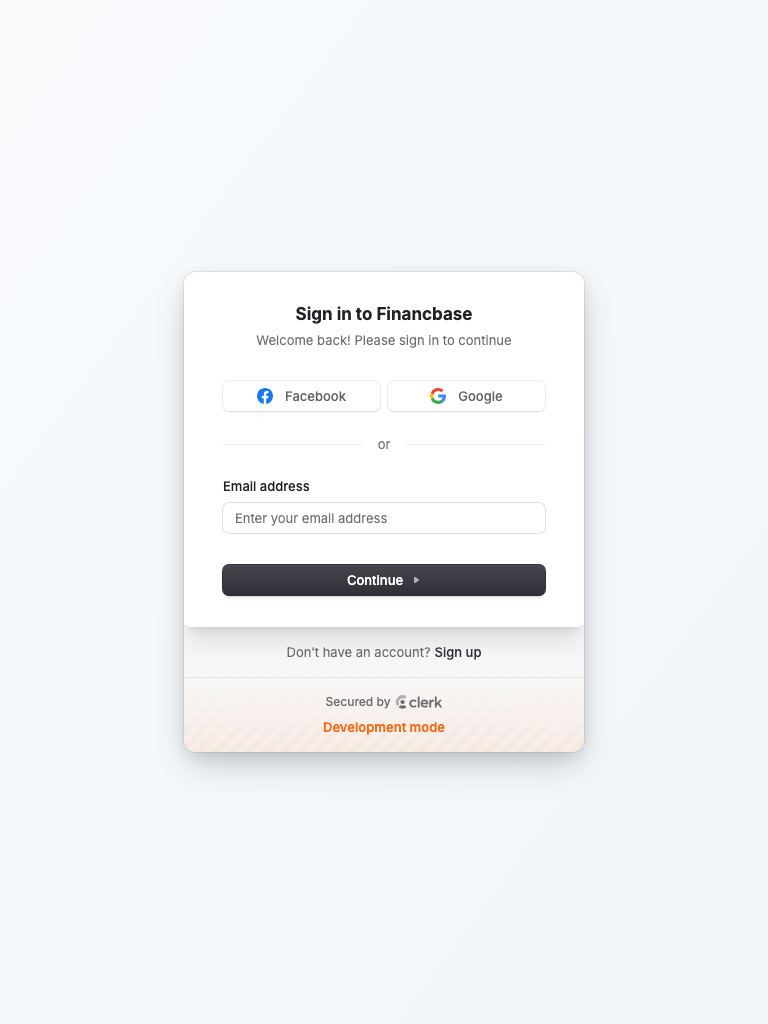 Sign in to Financbase
Welcome back! Please sign in to continue
Facebook
Google
or
Email address
Enter your email address
Continue
Don’t have an account? Sign up
Secured by clerk
Development mode